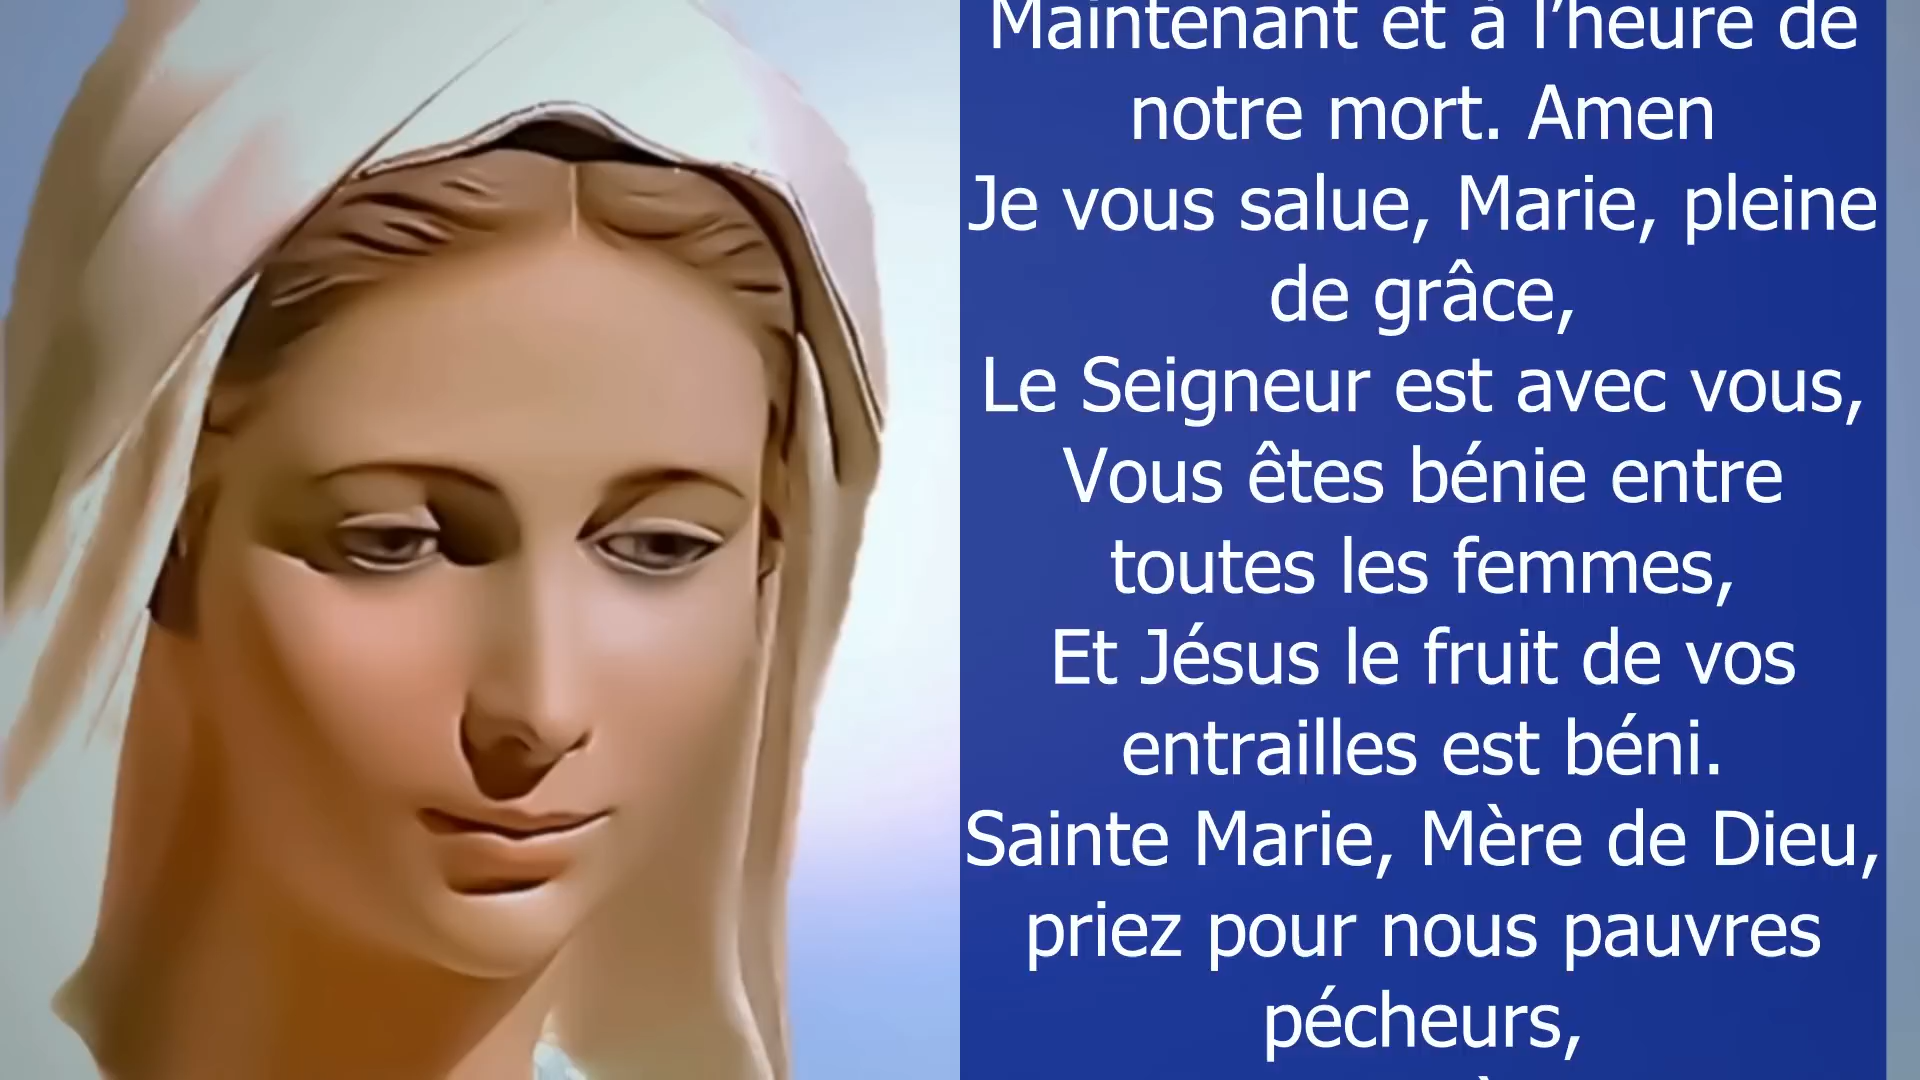 Maintenant et à l’heure de
notre mort. Amen
Je vous salue, Marie, pleine
de grâce,
Le Seigneur est avec vous,
Vous êtes bénie entre
toutes les femmes,
Et Jésus le fruit de vos
entrailles est béni.
Sainte Marie, Mère de Dieu,
priez pour nous pauvres
pécheurs,